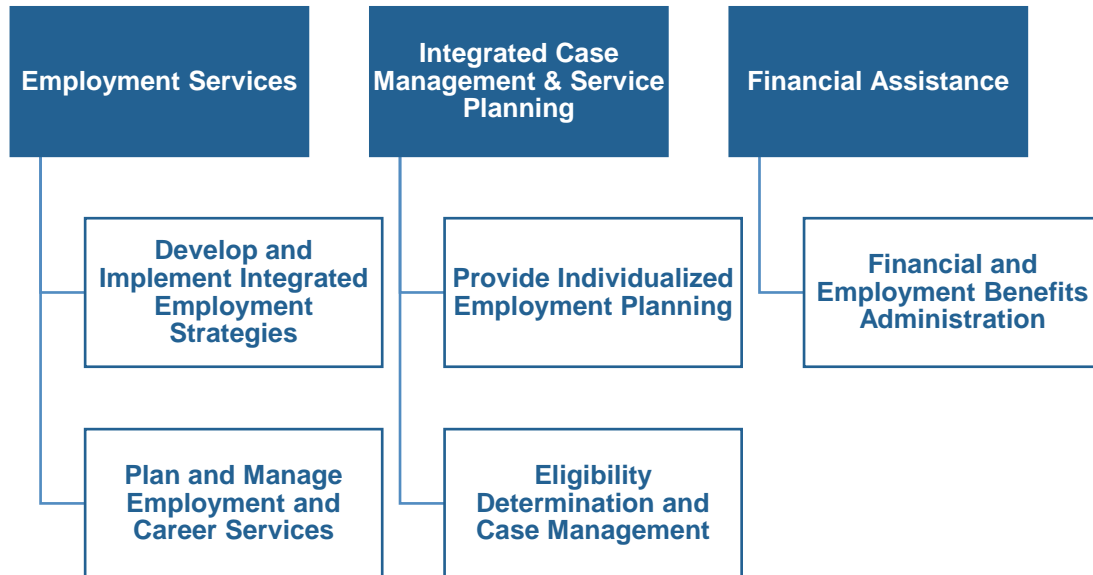 Employment Services
Integrated Case
Management & Service
Planning
Financial Assistance
Develop and
Implement Integrated
Employment
Strategies
Provide Individualized
Employment Planning
Financial and
Employment Benefits
Administration
Plan and Manage
Employment and
Career Services
Eligibility
Determination and
Case Management